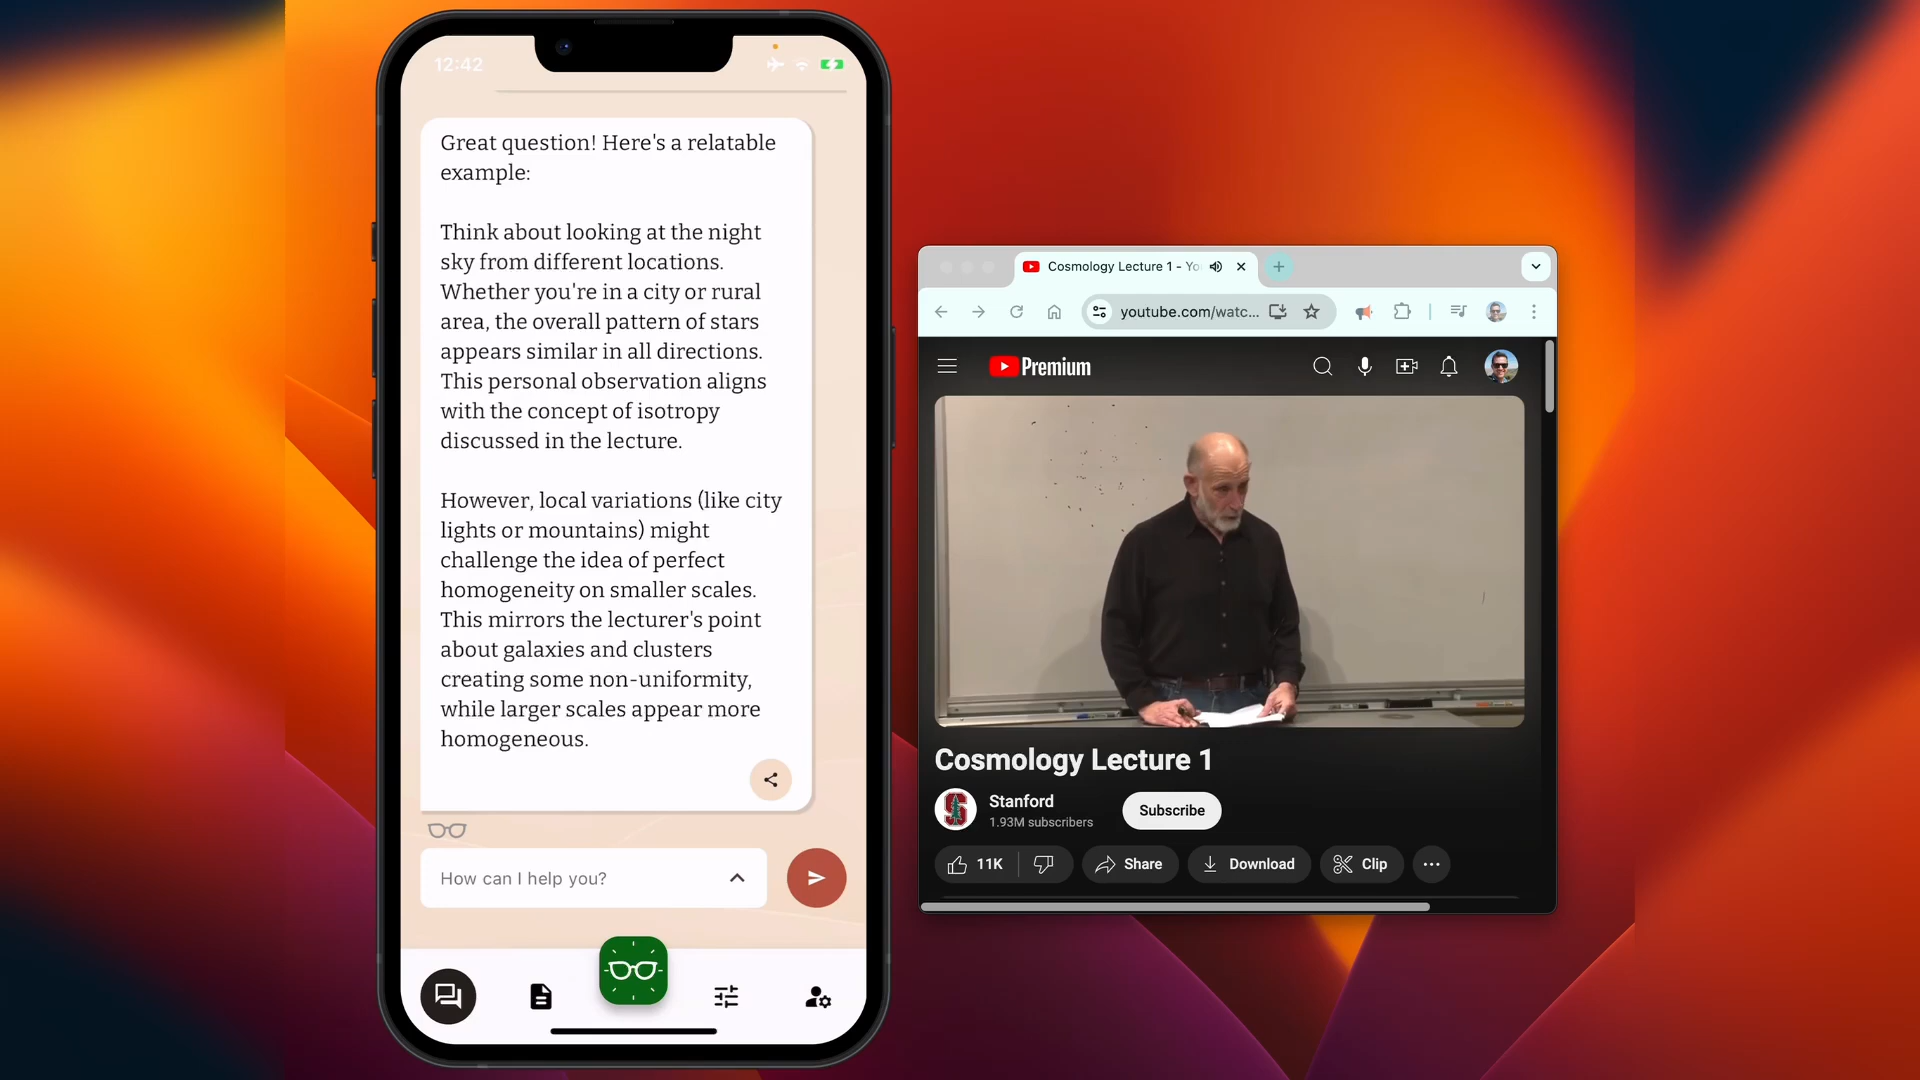 12:42
Great question! Here's a relatable
example:
Think about looking at the night
sky from different locations.
Whether you're in a city or rural
area, the overall pattern of stars
appears similar in all directions.
This personal observation aligns
with the concept of isotropy
discussed in the lecture.
However, local variations (like city
lights or mountains) might
challenge the idea of perfect
homogeneity on smaller scales.
This mirrors the lecturer's point
about galaxies and clusters
creating some non-uniformity,
while larger scales appear more
homogeneous.
How can I help you?
Cosmology Lecture 1 - Yo
youtube.com/watc...
Premium
Cosmology Lecture 1
Stanford
1.93M subscribers
Subscribe
11K
Share
Download
Clip